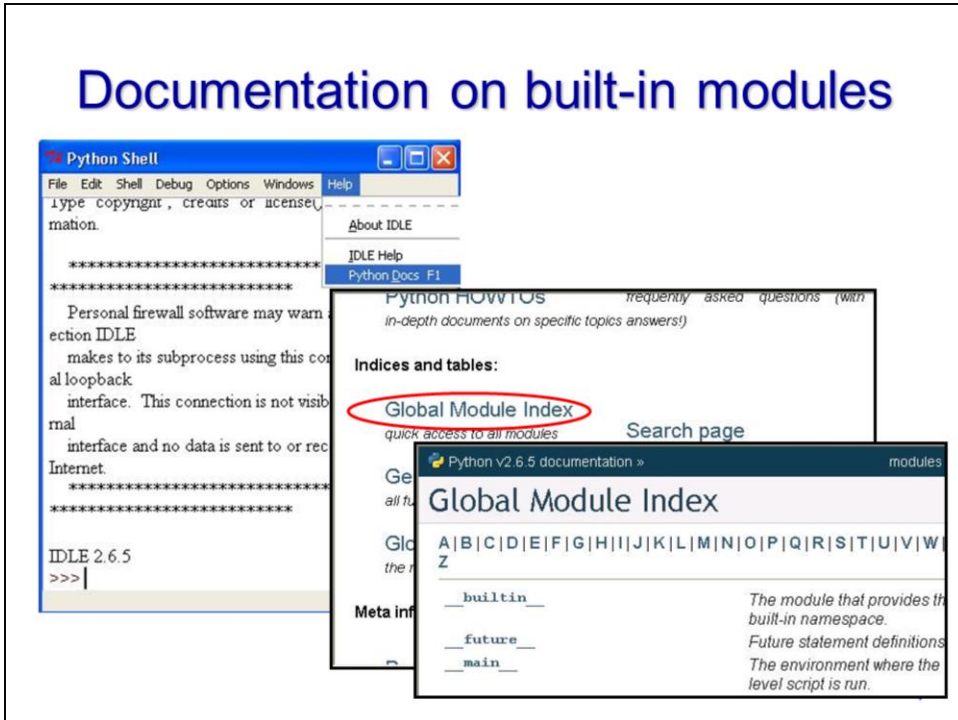 Documentation on built-in modules
Python Shell
File Edit Shell Debug Options Windows Help
Type "copyright", "credits" or "license()
mation.
About IDLE
IDLE Help
Python Docs F1
****************************
***************************
Personal firewall software may warn
ection IDLE
makes to its subprocess using this con
al loopback
interface. This connection is not visib
rnal
interface and no data is sent to or rec
Internet.
****************************
***************************
IDLE 2.6.5
>>>
Python HOWTOs
in-depth documents on specific topics
frequently asked questions (with
answers!)
Indices and tables:
Global Module Index
quick access to all modules
Search page
Ge
all fu
Glo
the r
Meta inf
Python v2.6.5 documentation »
modules
Global Module Index
A|B|C|D|E|F|G|H|I|J|K|L|M|N|O|P|Q|R|S|T|U|V|W|
Z
__builtin__
The module that provides th
built-in namespace.
__future__
Future statement definitions
__main__
The environment where the
level script is run.